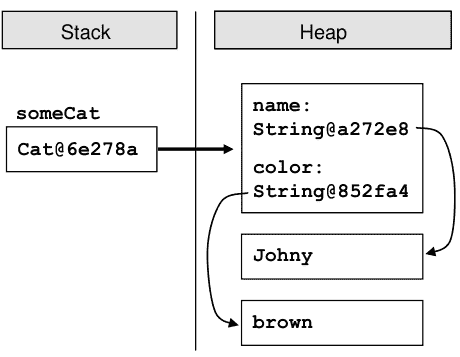 Stack
Heap
someCat
Cat@6e278a
name:
String@a272e8
color:
String@852fa4
Johny
brown